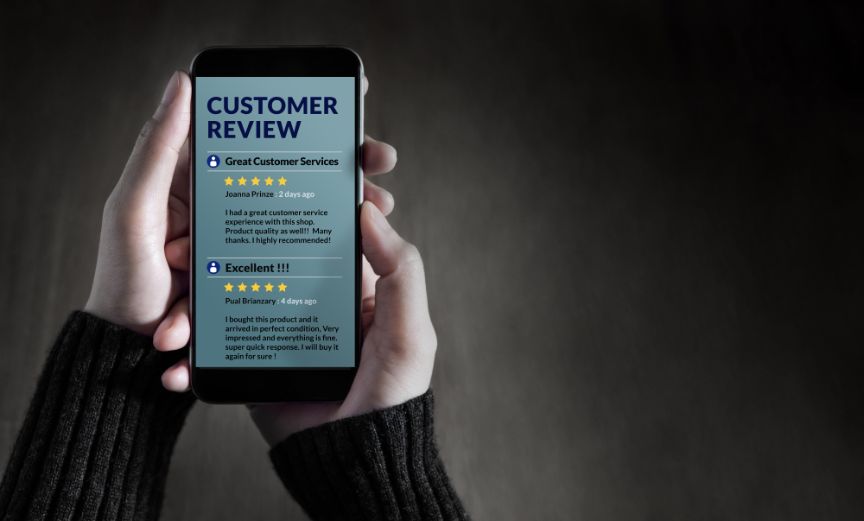 CUSTOMER
REVIEW
Great Customer Services
Joanna Prinze : 2 days ago
I had a great customer service
experience with this shop.
Product quality as well!! Many
thanks. I highly recommended!
Excellent !!!
Pual Brianzary : 4 days ago
I bought this product and it
arrived in perfect condition, Very
impressed and everything is fine.
super quick response. I will buy it
again for sure !